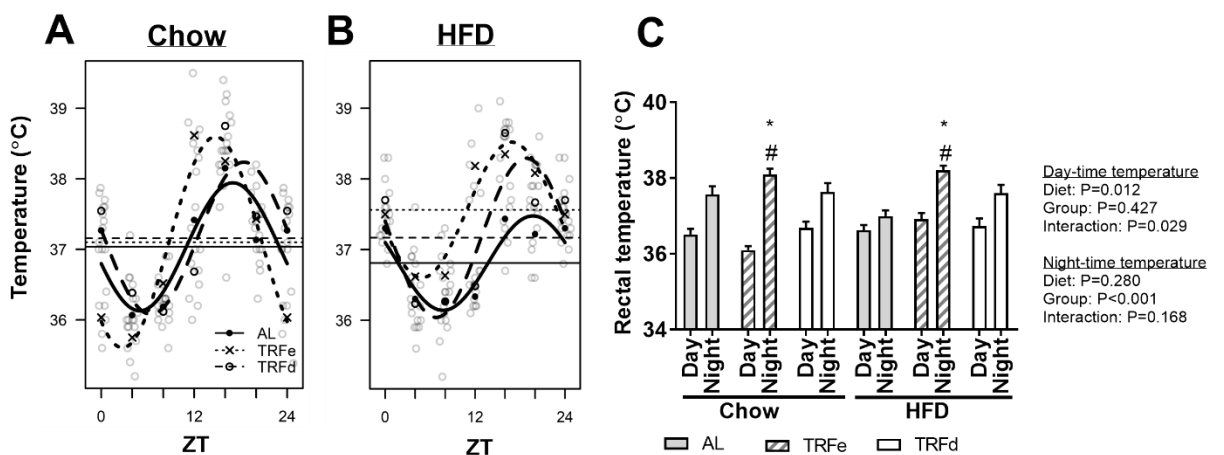 A
Chow
Temperature (°C)
39
38
37
36
0
12
24
ZT
AL
TRFe
TRFd
B
HFD
39
38
37
36
0
12
24
ZT
C
Rectal temperature (°C)
40
38
36
34
*
#
*
#
Day
Night
Day
Night
Day
Night
Day
Night
Day
Night
Day
Night
Chow
HFD
AL
TRFe
TRFd
Day-time temperature
Diet: P=0.012
Group: P=0.427
Interaction: P=0.029
Night-time temperature
Diet: P=0.280
Group: P<0.001
Interaction: P=0.168